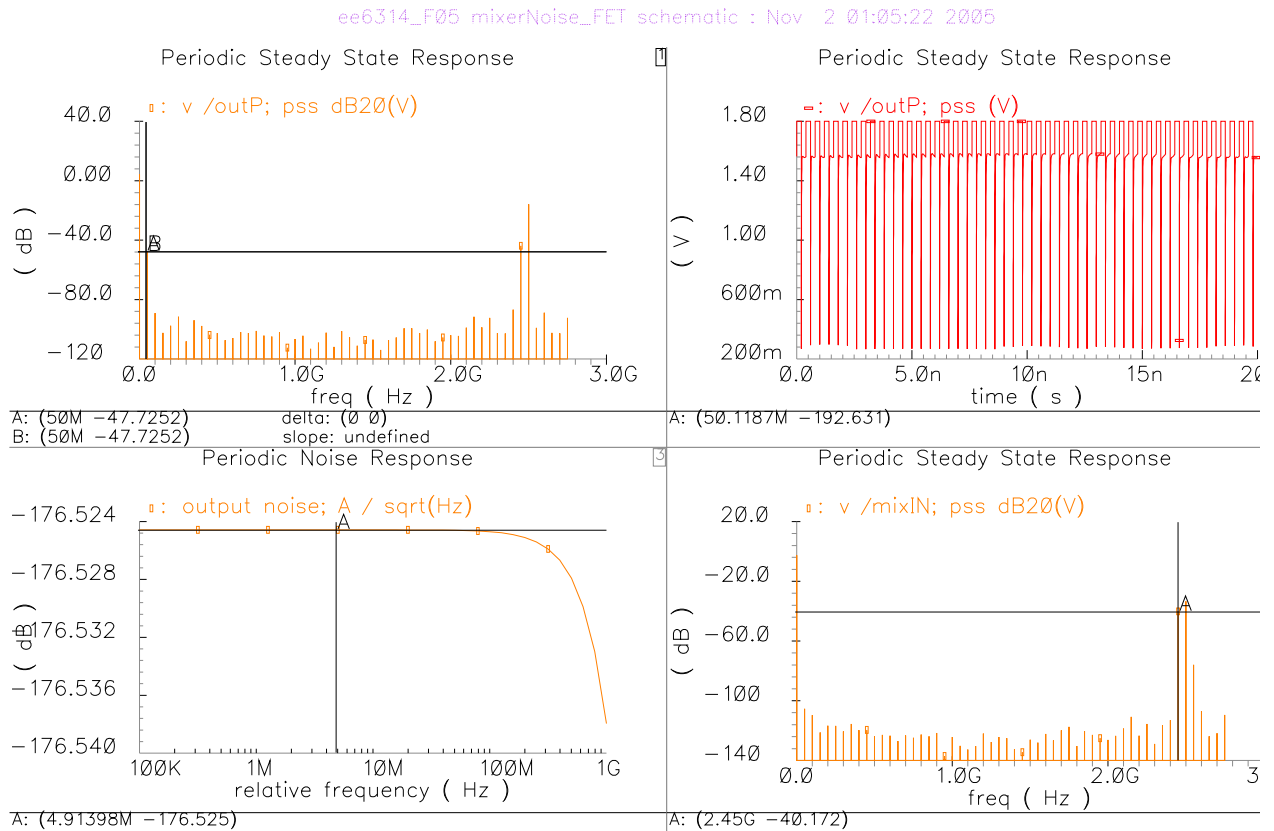 ee6314_F05 mixerNoise_FET schematic : Nov 2 01:05:22 2005
Periodic Steady State Response
1
v /outP; pss dB20(V)
40.0
0.00
-40.0
-80.0
-120
( dB )
A
B
0.0 1.0G 2.0G 3.0G
freq ( Hz )
A: (50M -47.7252) delta: (0 0)
B: (50M -47.7252) slope: undefined
Periodic Steady State Response
: v /outP; pss (V)
1.80
1.40
1.00
600m
200m
( V )
0.0 5.0n 10n 15n 20
time ( s )
A: (50.1187M -192.631)
Periodic Noise Response
3
: output noise; A / sqrt(Hz)
-176.524
-176.528
-176.532
-176.536
-176.540
( dB )
A
100K 1M 10M 100M 1G
relative frequency ( Hz )
A: (4.91398M -176.525)
Periodic Steady State Response
: v /mixIN; pss dB20(V)
20.0
-20.0
-60.0
-100
-140
( dB )
A
0.0 1.0G 2.0G 3
freq ( Hz )
A: (2.45G -40.172)